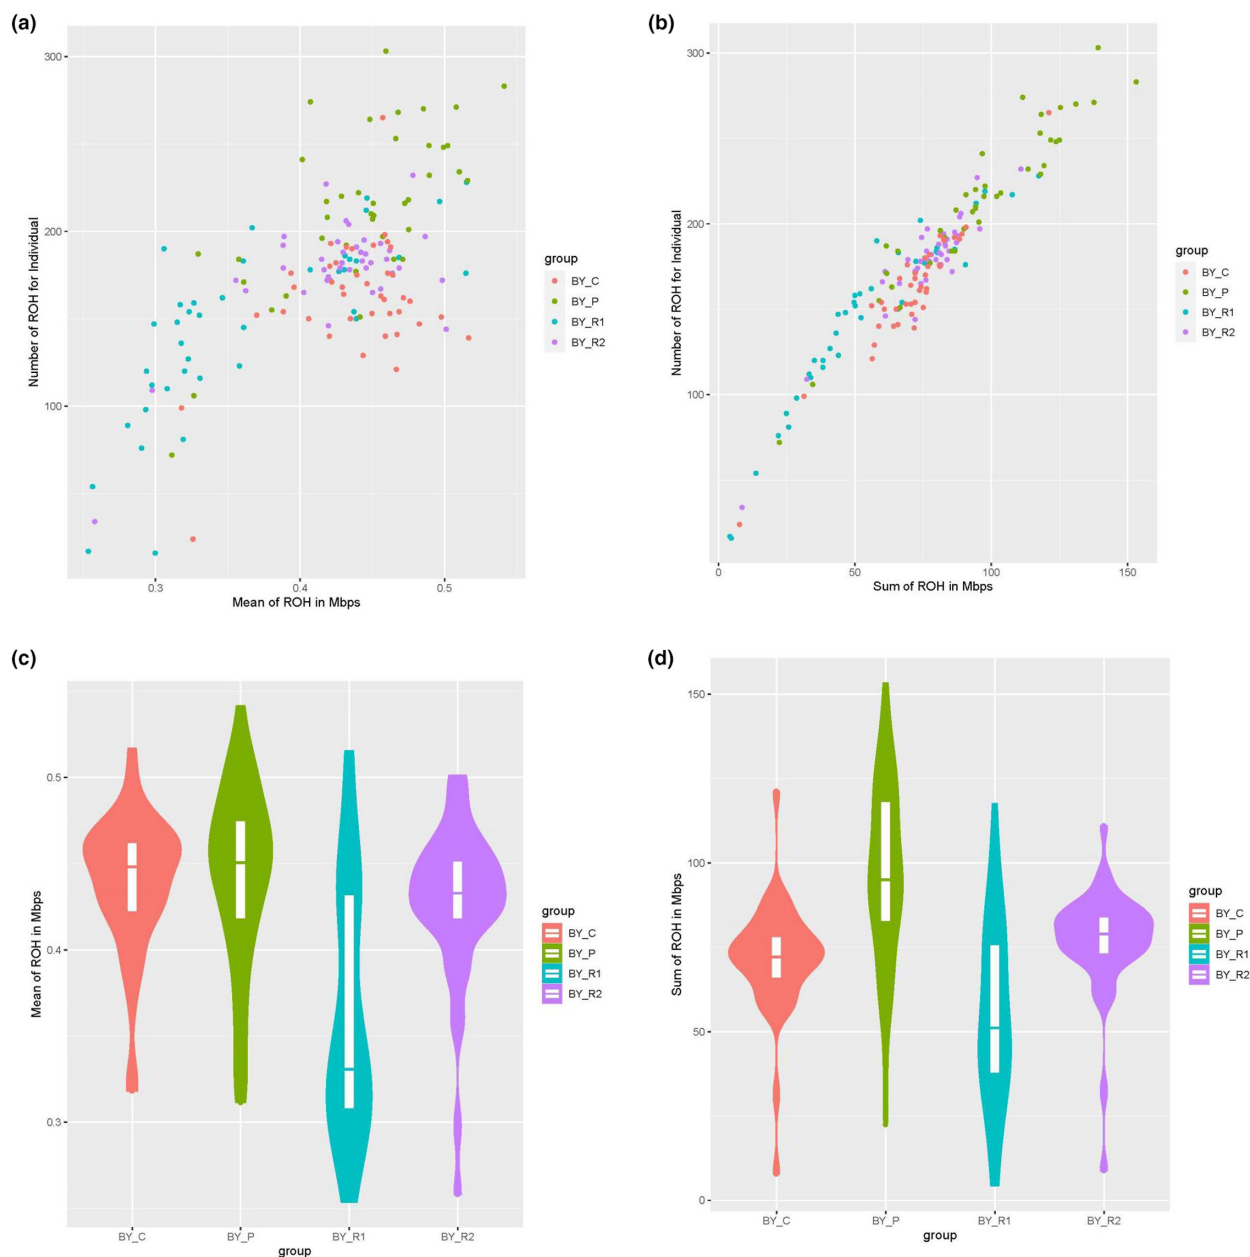 (a)
300
200
100
Number of ROH for Individual
0.3
0.4
0.5
Mean of ROH in Mbps
group
BY_C
BY_P
BY_R1
BY_R2
(b)
300
200
100
Number of ROH for Individual
0
50
100
150
Sum of ROH in Mbps
group
BY_C
BY_P
BY_R1
BY_R2
(c)
0.5
0.4
0.3
Mean of ROH in Mbps
BY_C
BY_P
BY_R1
BY_R2
group
group
BY_C
BY_P
BY_R1
BY_R2
(d)
150
100
50
0
Sum of ROH in Mbps
BY_C
BY_P
BY_R1
BY_R2
group
group
BY_C
BY_P
BY_R1
BY_R2